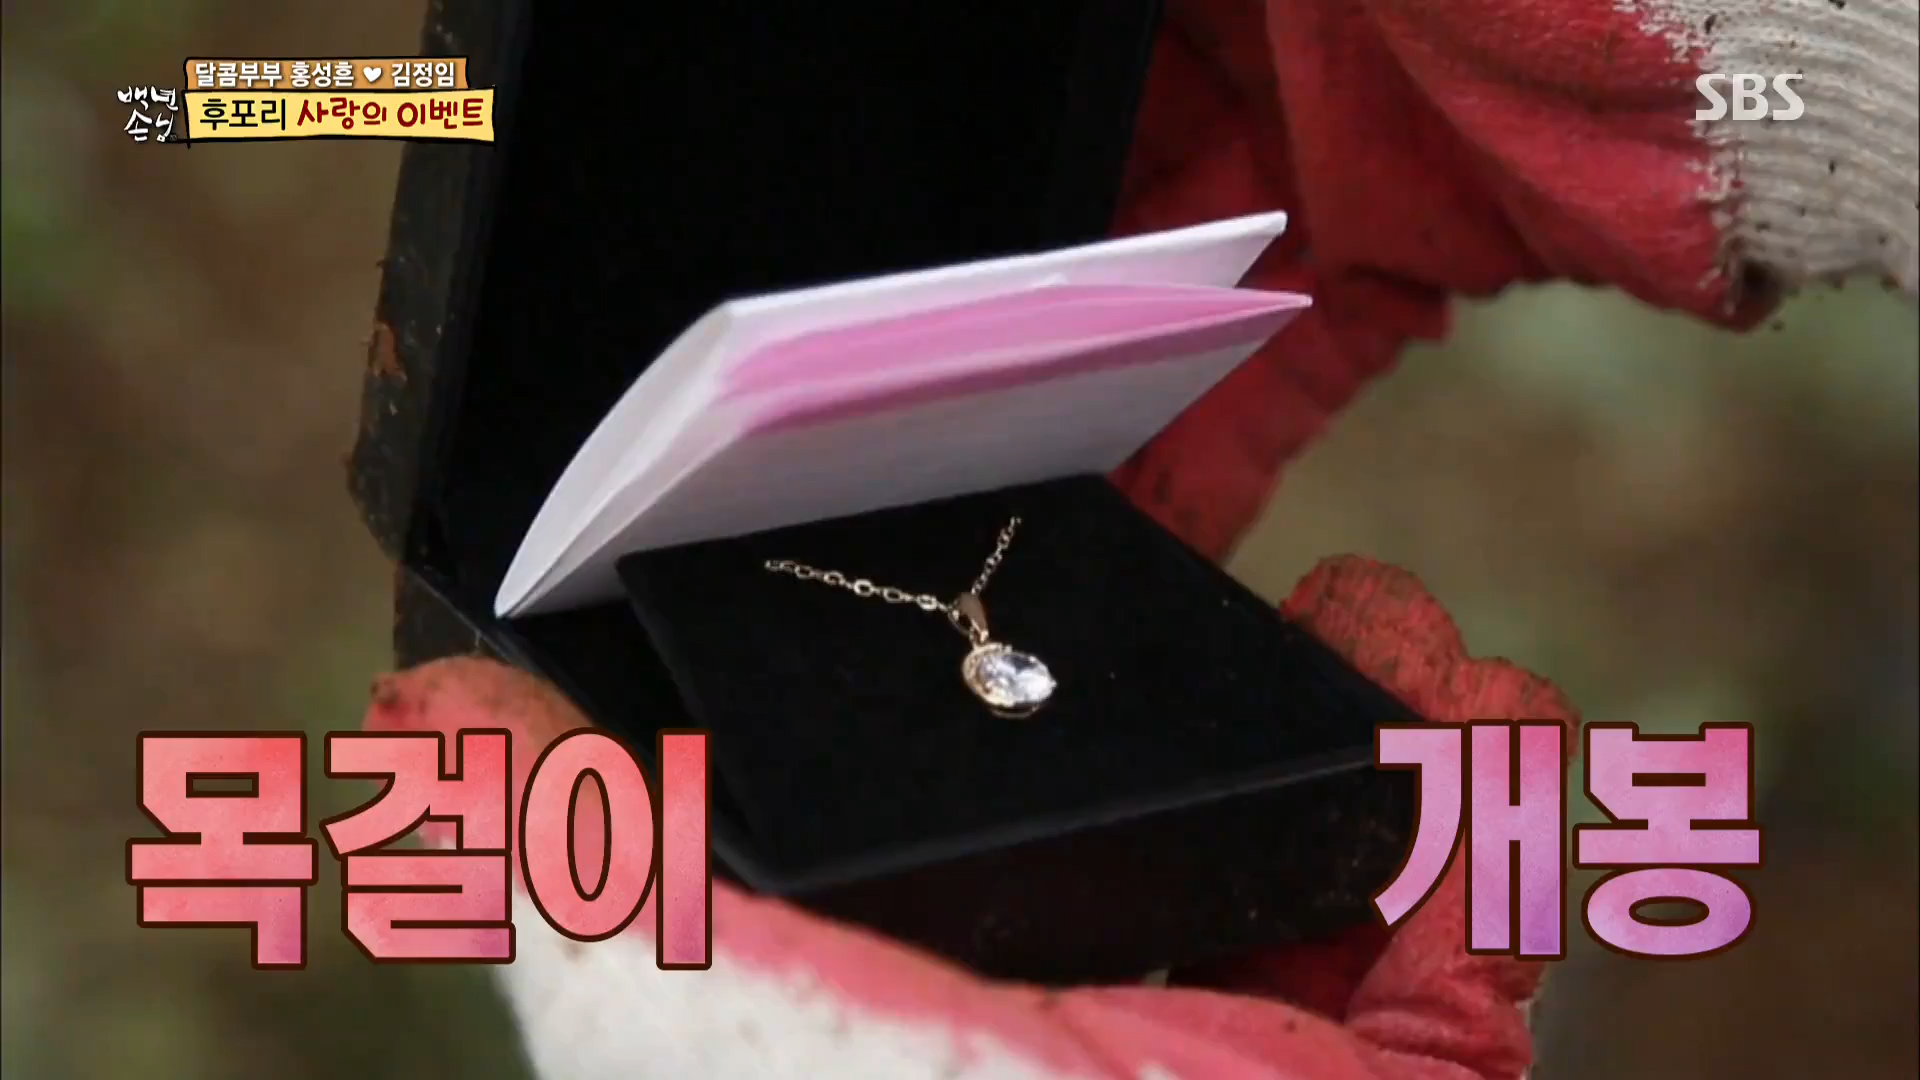 달콤부부 홍성흔 ♥ 김정임
백년
손님
후포리 사랑의 이벤트
SBS
목걸이 개봉